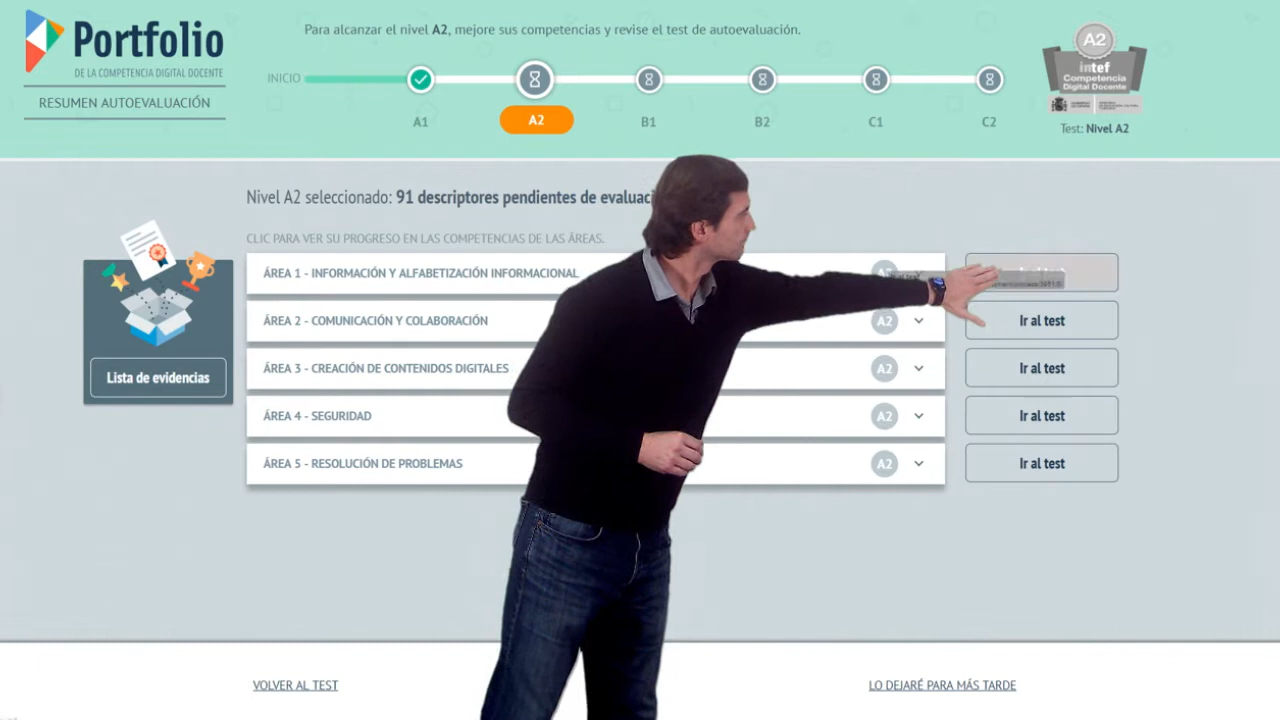 Portfolio
DE LA COMPETENCIA DIGITAL DOCENTE
RESUMEN AUTOEVALUACIÓN
Para alcanzar el nivel A2, mejore sus competencias y revise el test de autoevaluación.
INICIO
A1
A2
B1
B2
C1
C2
A2
intef
Competencia
Digital Docente
Test: Nivel A2
Nivel A2 seleccionado: 91 descriptores pendientes de
CLIC PARA VER SU PROGRESO EN LAS COMPETENCIAS DE LAS ÁREAS.
ÁREA 1 - INFORMACIÓN Y ALFABETIZACIÓN INFORMACIONAL
ÁREA 2 - COMUNICACIÓN Y COLABORACIÓN A2 Ir al test
ÁREA 3 - CREACIÓN DE CONTENIDOS DIGITALES A2 Ir al test
ÁREA 4 - SEGURIDAD A2 Ir al test
ÁREA 5 - RESOLUCIÓN DE PROBLEMAS A2 Ir al test
Lista de evidencias
VOLVER AL TEST
LO DEJARÉ PARA MÁS TARDE